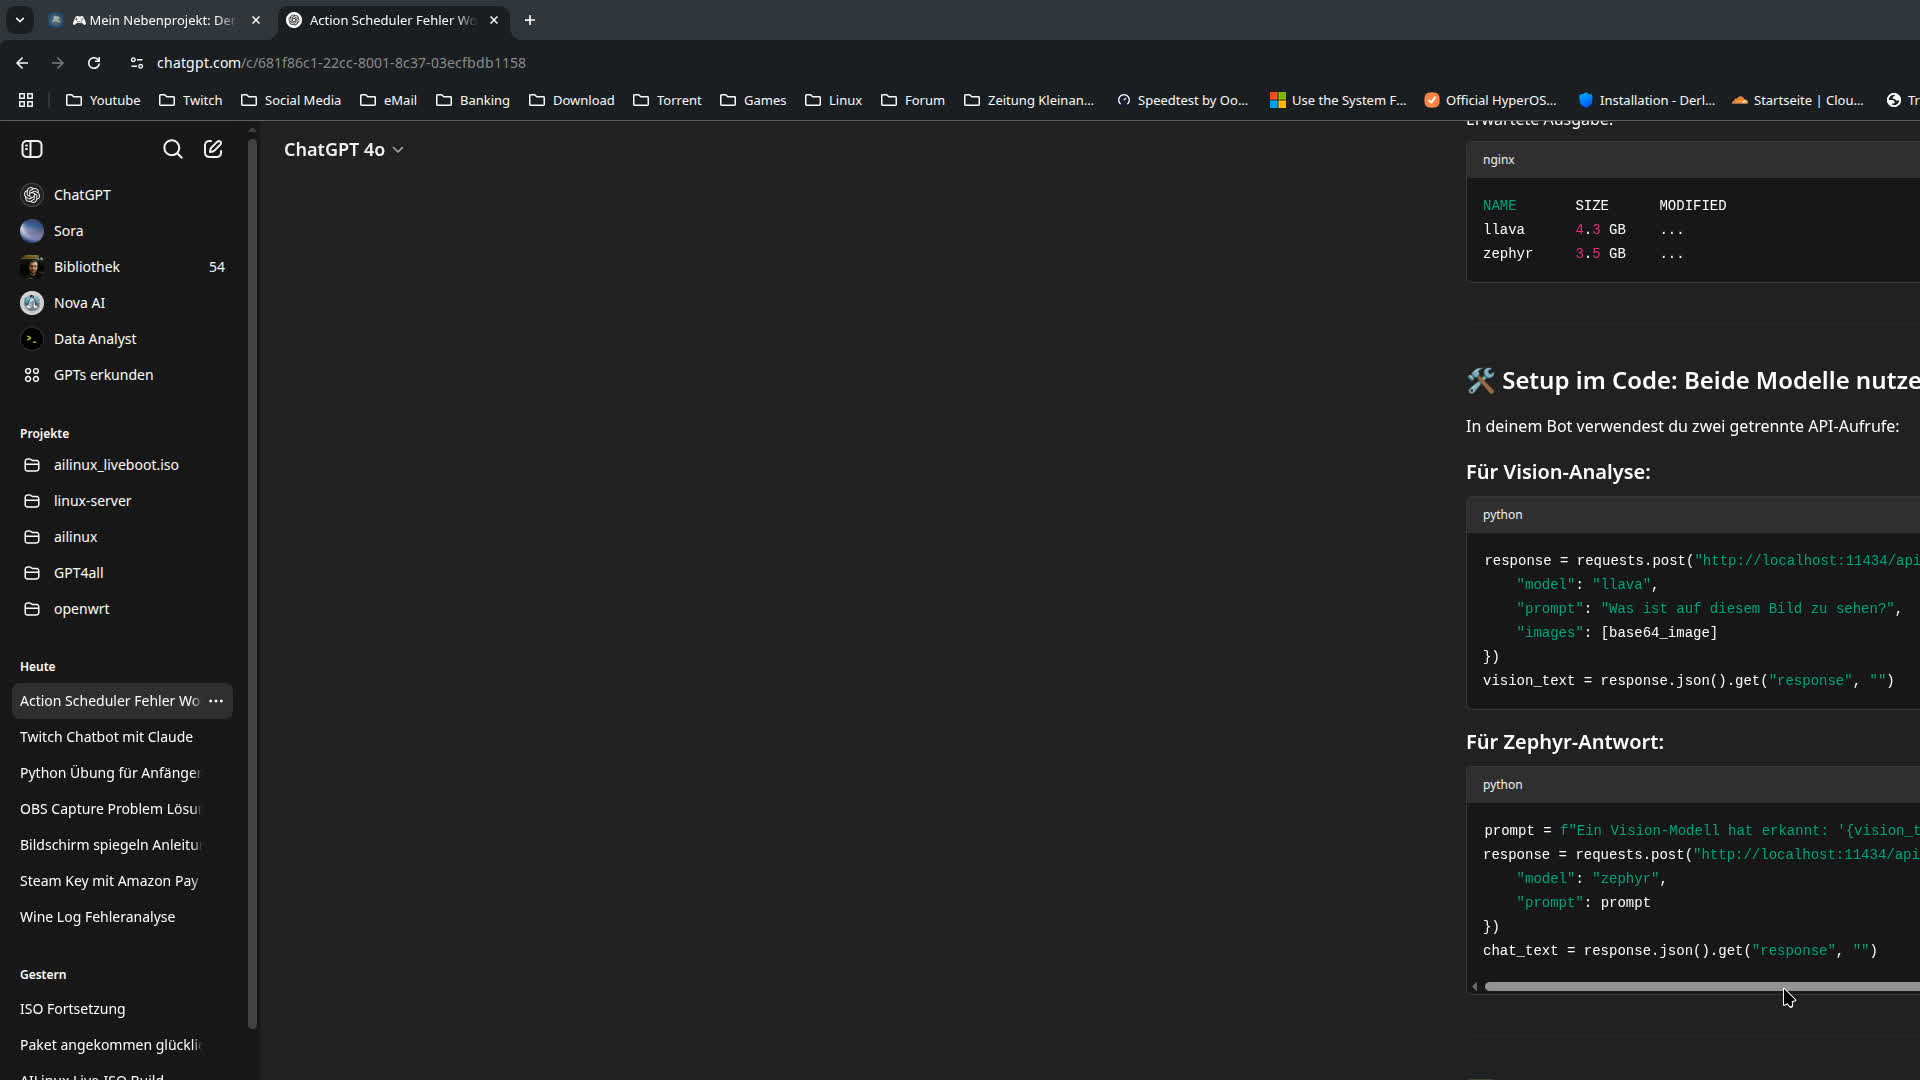 🎮 Mein Nebenprojekt: Der
Action Scheduler Fehler Wo
chatgpt.com/c/681f86c1-22cc-8001-8c37-03ecfbdb1158
Youtube
Twitch
Social Media
eMail
Banking
Download
Torrent
Games
Linux
Forum
Zeitung Kleinan...
Speedtest by Oo...
Use the System F...
Official HyperOS...
Installation - Derl...
Startseite | Clou...
Tr
ChatGPT
Sora
Bibliothek 54
Nova AI
Data Analyst
GPTs erkunden
Projekte
ailinux_liveboot.iso
linux-server
ailinux
GPT4all
openwrt
Heute
Action Scheduler Fehler Wo
Twitch Chatbot mit Claude
Python Übung für Anfänger
OBS Capture Problem Lösu
Bildschirm spiegeln Anleitu
Steam Key mit Amazon Pay
Wine Log Fehleranalyse
Gestern
ISO Fortsetzung
Paket angekommen glückli
AILinux Live ISO Build
ChatGPT 4o
Erwartete Ausgabe:
nginx
NAME SIZE MODIFIED
llava 4.3 GB ...
zephyr 3.5 GB ...
🛠️ Setup im Code: Beide Modelle nutze
In deinem Bot verwendest du zwei getrennte API-Aufrufe:
Für Vision-Analyse:
python
response = requests.post("http://localhost:11434/api
"model": "llava",
"prompt": "Was ist auf diesem Bild zu sehen?",
"images": [base64_image]
})
vision_text = response.json().get("response", "")
Für Zephyr-Antwort:
python
prompt = f"Ein Vision-Modell hat erkannt: '{vision_t
response = requests.post("http://localhost:11434/api
"model": "zephyr",
"prompt": prompt
})
chat_text = response.json().get("response", "")